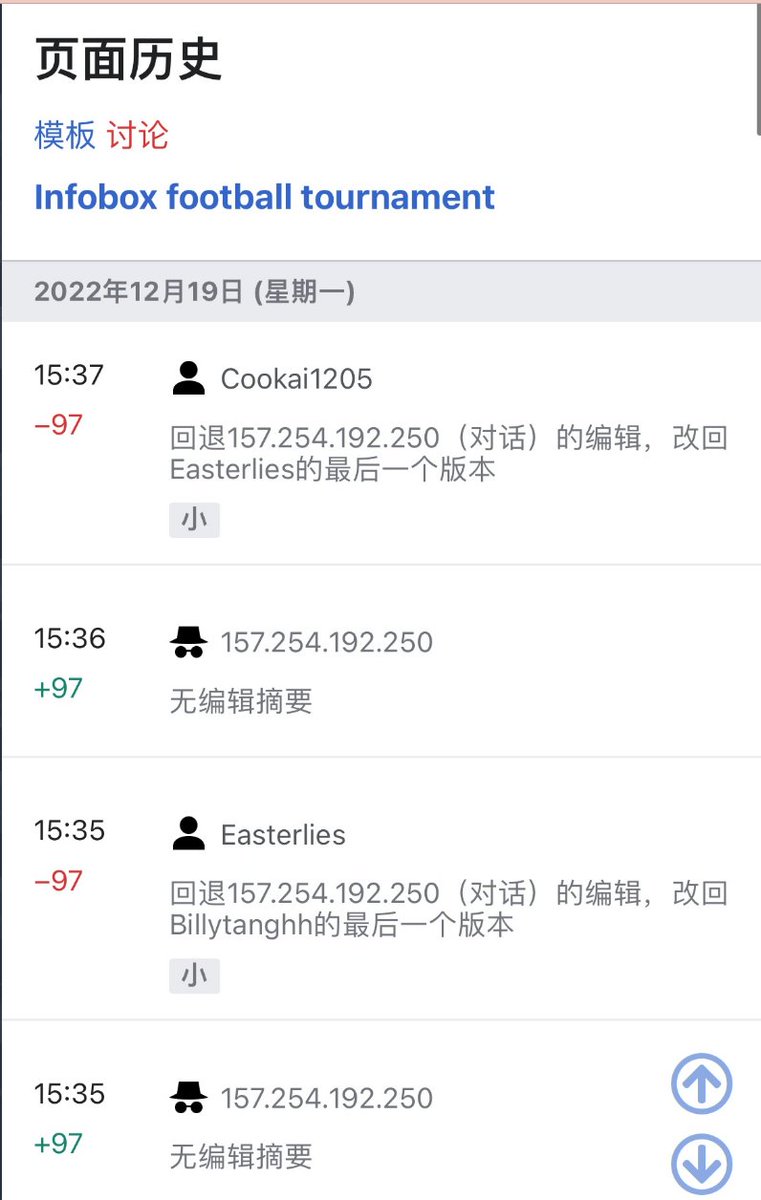 页面历史
模板 讨论
Infobox football tournament
2022年12月19日 (星期一)
15:37
Cookai1205
−97
回退157.254.192.250（对话）的编辑，改回
Easterlies的最后一个版本
小
15:36
157.254.192.250
+97
无编辑摘要
15:35
Easterlies
−97
回退157.254.192.250（对话）的编辑，改回
Billytanghh的最后一个版本
小
15:35
157.254.192.250
+97
无编辑摘要